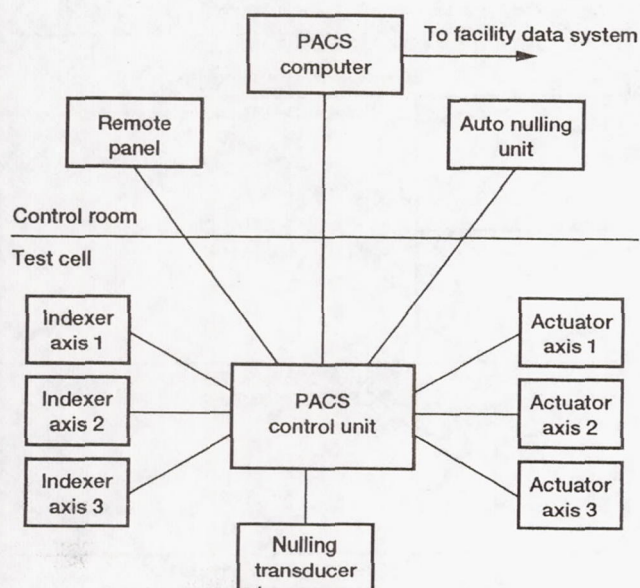 PACS
computer
To facility data system
Remote
panel
Auto nulling
unit
Control room
Test cell
Indexer
axis 1
Actuator
axis 1
PACS
control unit
Indexer
axis 2
Actuator
axis 2
Indexer
axis 3
Actuator
axis 3
Nulling
transducer